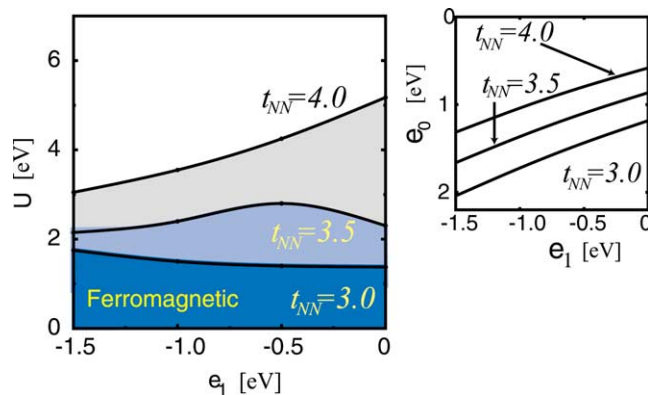 7
6
4
2
0
U [eV]
t_NN=4.0
t_NN=3.5
Ferromagnetic
t_NN=3.0
-1.5
-1.0
-0.5
0
e_1 [eV]
0
1
2
e_0 [eV]
t_NN=4.0
t_NN=3.5
t_NN=3.0
-1.5
-1.0
-0.5
0
e_1 [eV]